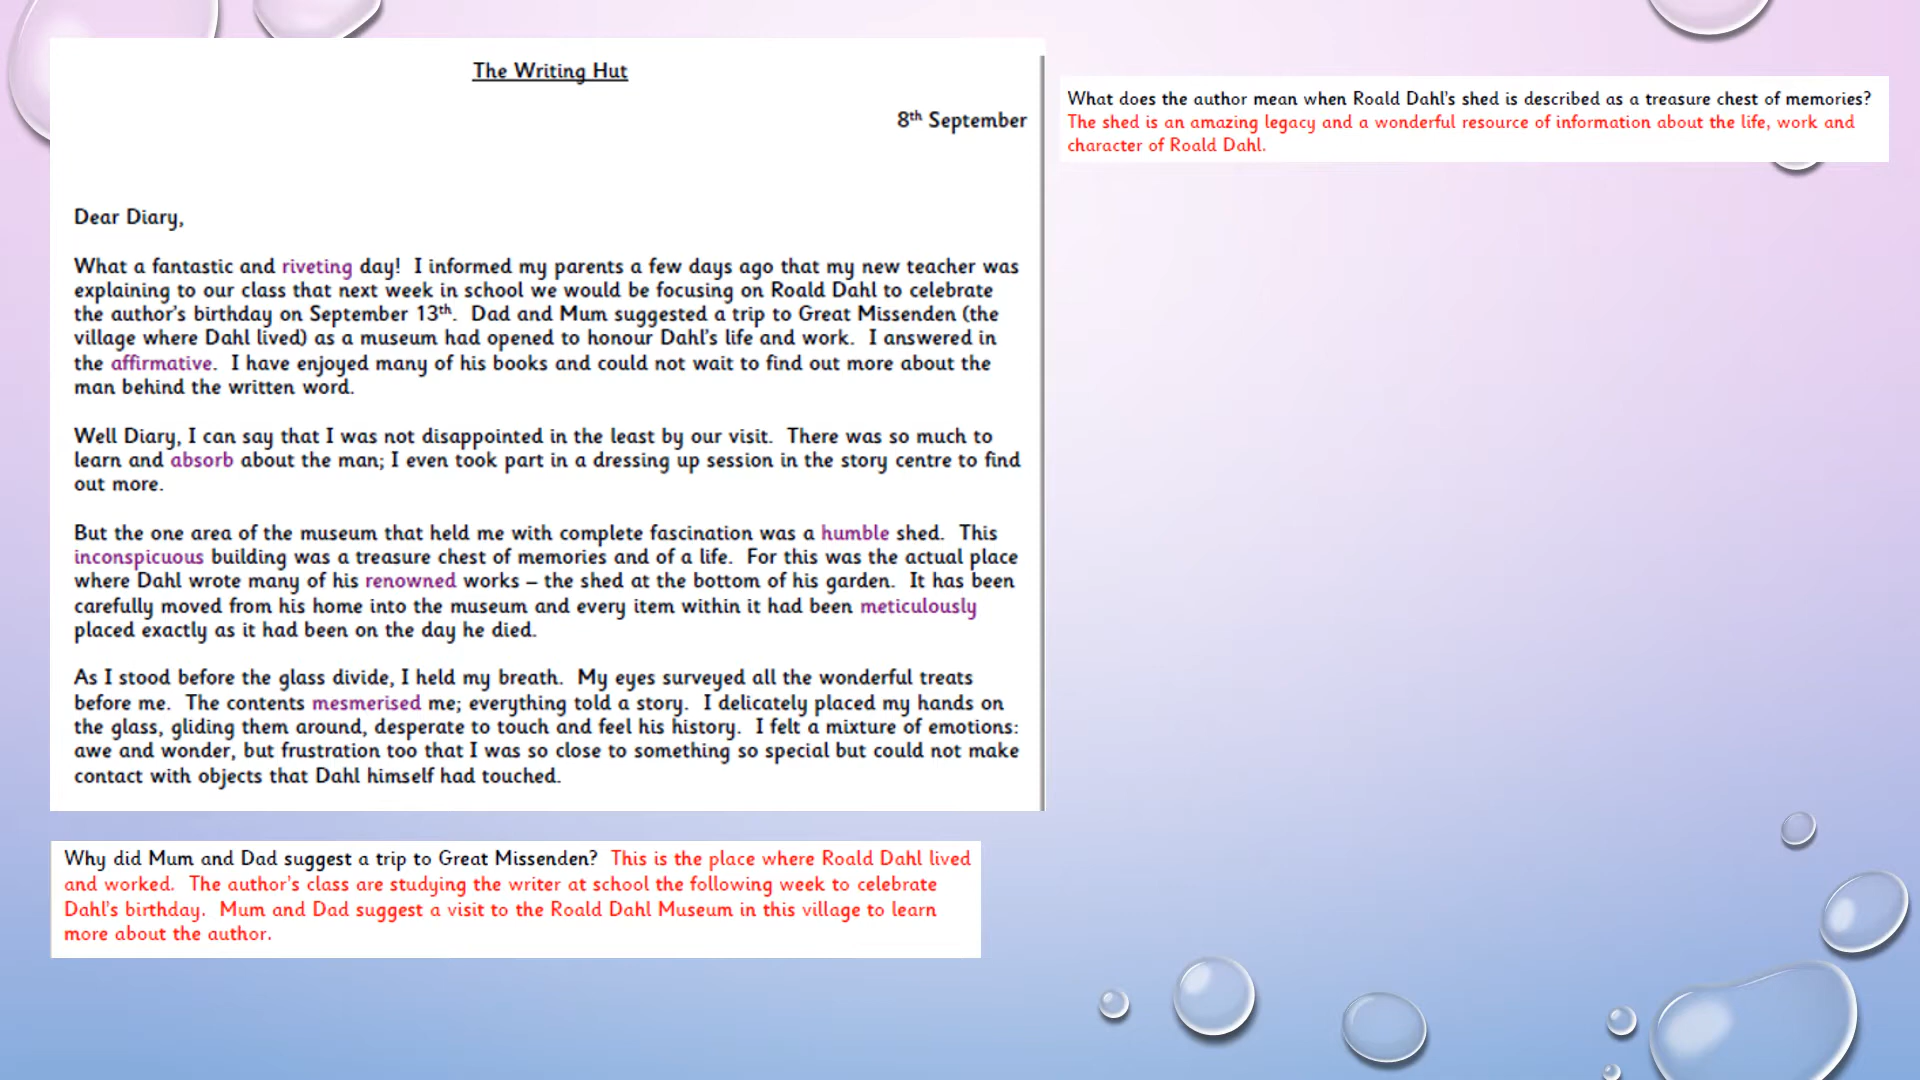 The Writing Hut
8th September
Dear Diary,
What a fantastic and riveting day!  I informed my parents a few days ago that my new teacher was
explaining to our class that next week in school we would be focusing on Roald Dahl to celebrate
the author's birthday on September 13th.  Dad and Mum suggested a trip to Great Missenden (the
village where Dahl lived) as a museum had opened to honour Dahl's life and work.  I answered in
the affirmative.  I have enjoyed many of his books and could not wait to find out more about the
man behind the written word.
Well Diary, I can say that I was not disappointed in the least by our visit.  There was so much to
learn and absorb about the man; I even took part in a dressing up session in the story centre to find
out more.
But the one area of the museum that held me with complete fascination was a humble shed.  This
inconspicuous building was a treasure chest of memories and of a life.  For this was the actual place
where Dahl wrote many of his renowned works – the shed at the bottom of his garden.  It has been
carefully moved from his home into the museum and every item within it had been meticulously
placed exactly as it had been on the day he died.
As I stood before the glass divide, I held my breath.  My eyes surveyed all the wonderful treats
before me.  The contents mesmerised me; everything told a story.  I delicately placed my hands on
the glass, gliding them around, desperate to touch and feel his history.  I felt a mixture of emotions:
awe and wonder, but frustration too that I was so close to something so special but could not make
contact with objects that Dahl himself had touched.
Why did Mum and Dad suggest a trip to Great Missenden?  This is the place where Roald Dahl lived
and worked.  The author's class are studying the writer at school the following week to celebrate
Dahl's birthday.  Mum and Dad suggest a visit to the Roald Dahl Museum in this village to learn
more about the author.
What does the author mean when Roald Dahl's shed is described as a treasure chest of memories?
The shed is an amazing legacy and a wonderful resource of information about the life, work and
character of Roald Dahl.